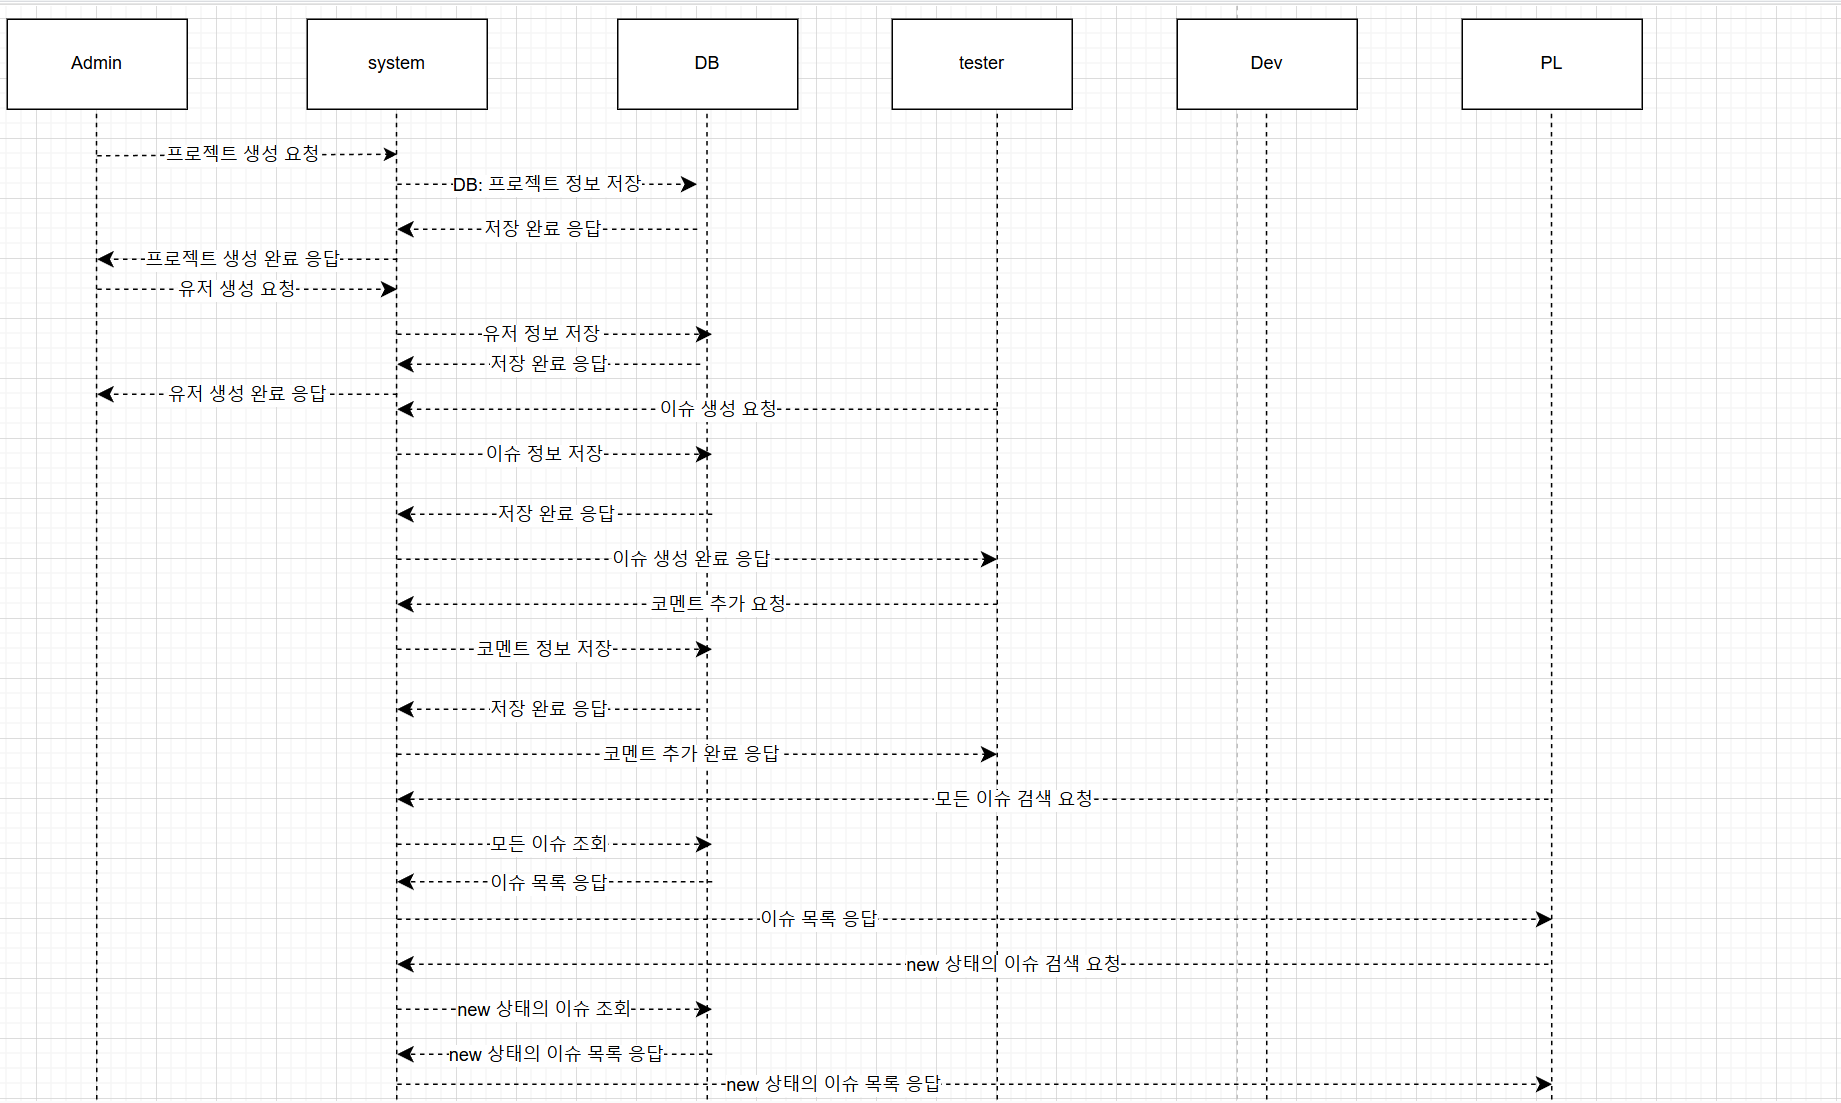 Admin
system
DB
tester
Dev
PL
프로젝트 생성 요청
DB: 프로젝트 정보 저장
저장 완료 응답
프로젝트 생성 완료 응답
유저 생성 요청
유저 정보 저장
저장 완료 응답
유저 생성 완료 응답
이슈 생성 요청
이슈 정보 저장
저장 완료 응답
이슈 생성 완료 응답
코멘트 추가 요청
코멘트 정보 저장
저장 완료 응답
코멘트 추가 완료 응답
모든 이슈 검색 요청
모든 이슈 조회
이슈 목록 응답
이슈 목록 응답
new 상태의 이슈 검색 요청
new 상태의 이슈 조회
new 상태의 이슈 목록 응답
new 상태의 이슈 목록 응답